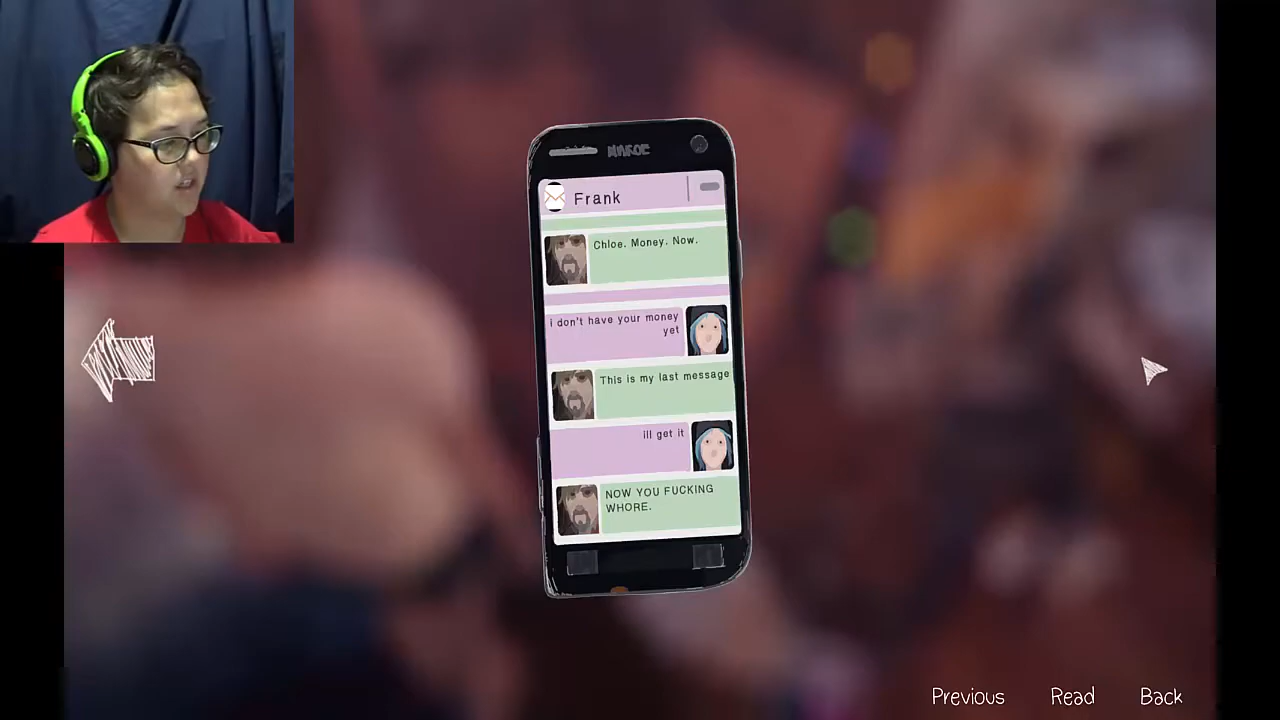 Frank
Chloe. Money. Now.
i don't have your money
yet
This is my last message
ill get it
NOW YOU FUCKING
WHORE.
Previous
Read
Back